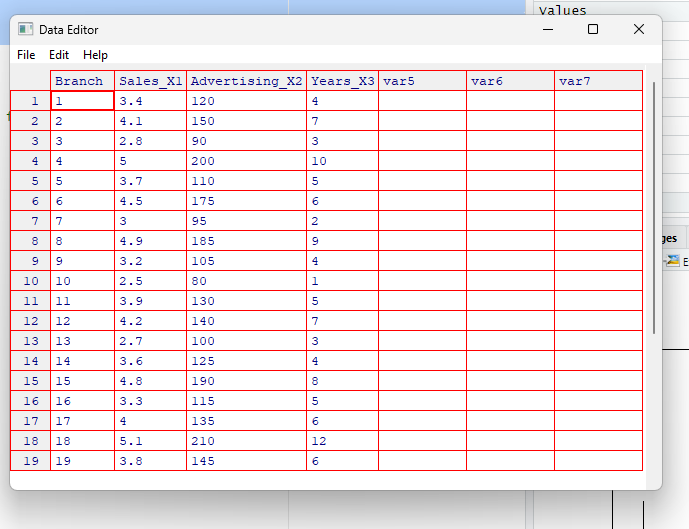 Values
Data Editor
File Edit Help
Branch Sales_X1 Advertising_X2 Years_X3 var5 var6 var7
1 1 3.4 120 4
2 2 4.1 150 7
3 3 2.8 90 3
4 4 5 200 10
5 5 3.7 110 5
6 6 4.5 175 6
7 7 3 95 2
8 8 4.9 185 9
9 9 3.2 105 4
10 10 2.5 80 1
11 11 3.9 130 5
12 12 4.2 140 7
13 13 2.7 100 3
14 14 3.6 125 4
15 15 4.8 190 8
16 16 3.3 115 5
17 17 4 135 6
18 18 5.1 210 12
19 19 3.8 145 6
ges
E